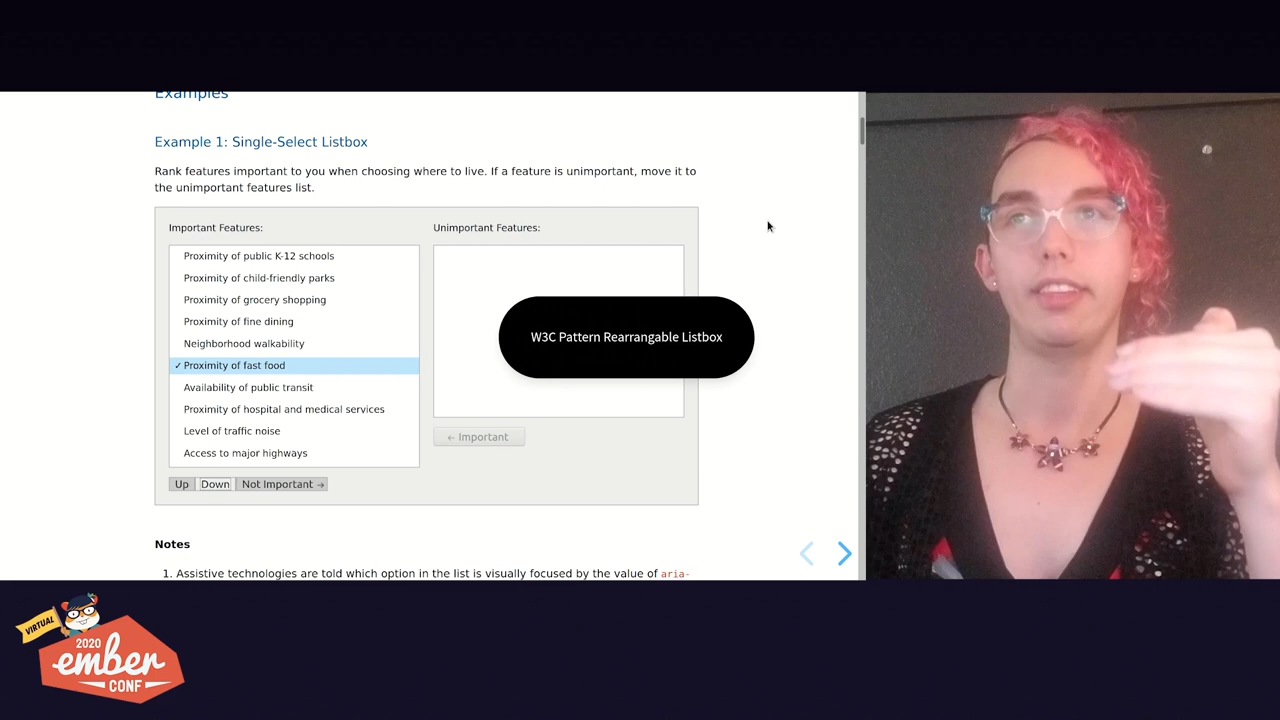 Examples
Example 1: Single-Select Listbox
Rank features important to you when choosing where to live. If a feature is unimportant, move it to
the unimportant features list.
Important Features:
Proximity of public K-12 schools
Proximity of child-friendly parks
Proximity of grocery shopping
Proximity of fine dining
Neighborhood walkability
✓ Proximity of fast food
Availability of public transit
Proximity of hospital and medical services
Level of traffic noise
Access to major highways
Up Down Not Important →
Unimportant Features:
← Important
W3C Pattern Rearrangable Listbox
Notes
1. Assistive technologies are told which option in the list is visually focused by the value of aria-
VIRTUAL
2020
ember
CONF